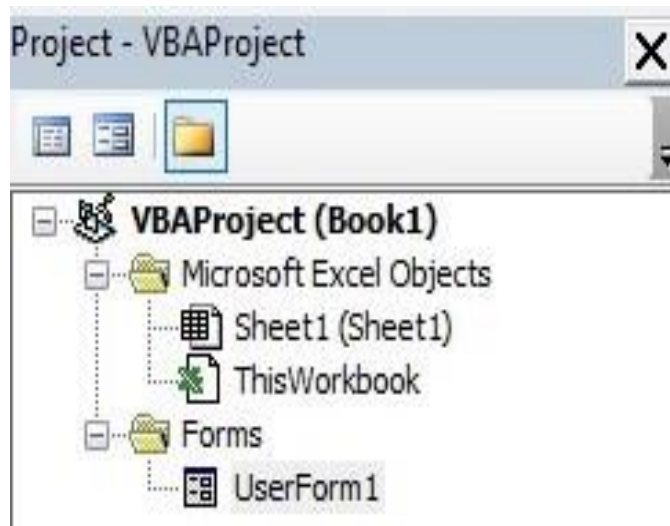 Project - VBAProject
VBAProject (Book1)
Microsoft Excel Objects
Sheet1 (Sheet1)
ThisWorkbook
Forms
UserForm1